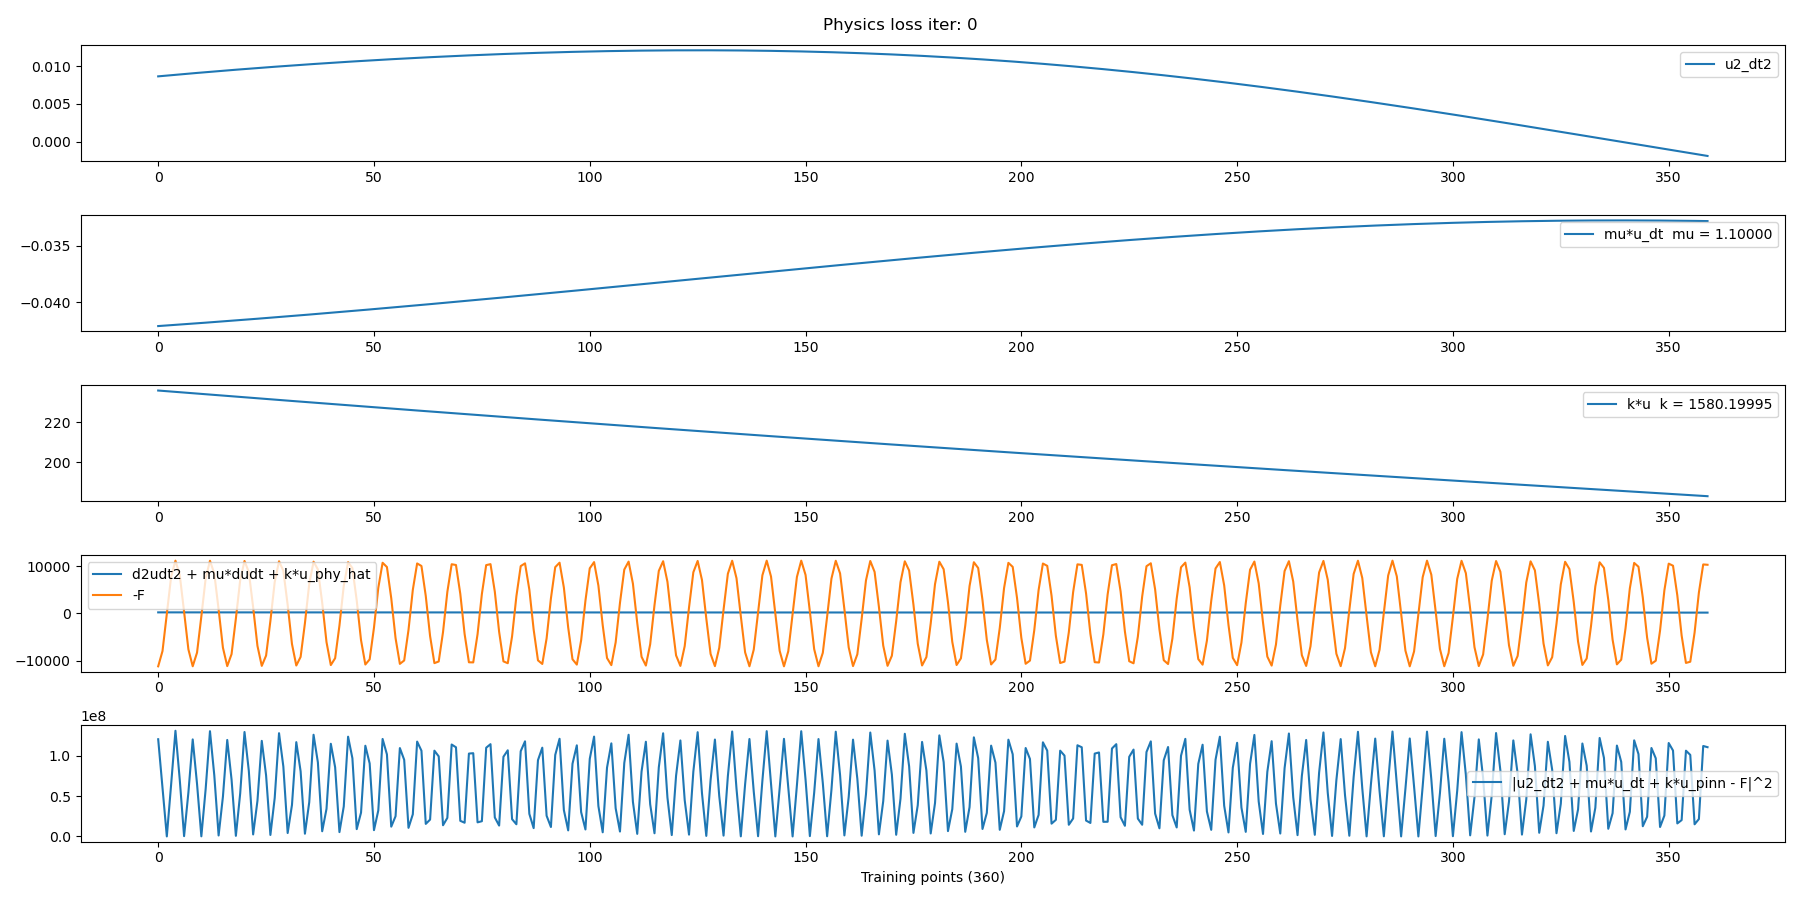 Physics loss iter: 0
0.010
0.005
0.000
u2_dt2
0 50 100 150 200 250 300 350
−0.035
−0.040
mu*u_dt  mu = 1.10000
0 50 100 150 200 250 300 350
220
200
k*u  k = 1580.19995
0 50 100 150 200 250 300 350
10000
0
−10000
d2udt2 + mu*dudt + k*u_phy_hat
-F
0 50 100 150 200 250 300 350
1e8
1.0
0.5
0.0
|u2_dt2 + mu*u_dt + k*u_pinn - F|^2
0 50 100 150 200 250 300 350
Training points (360)